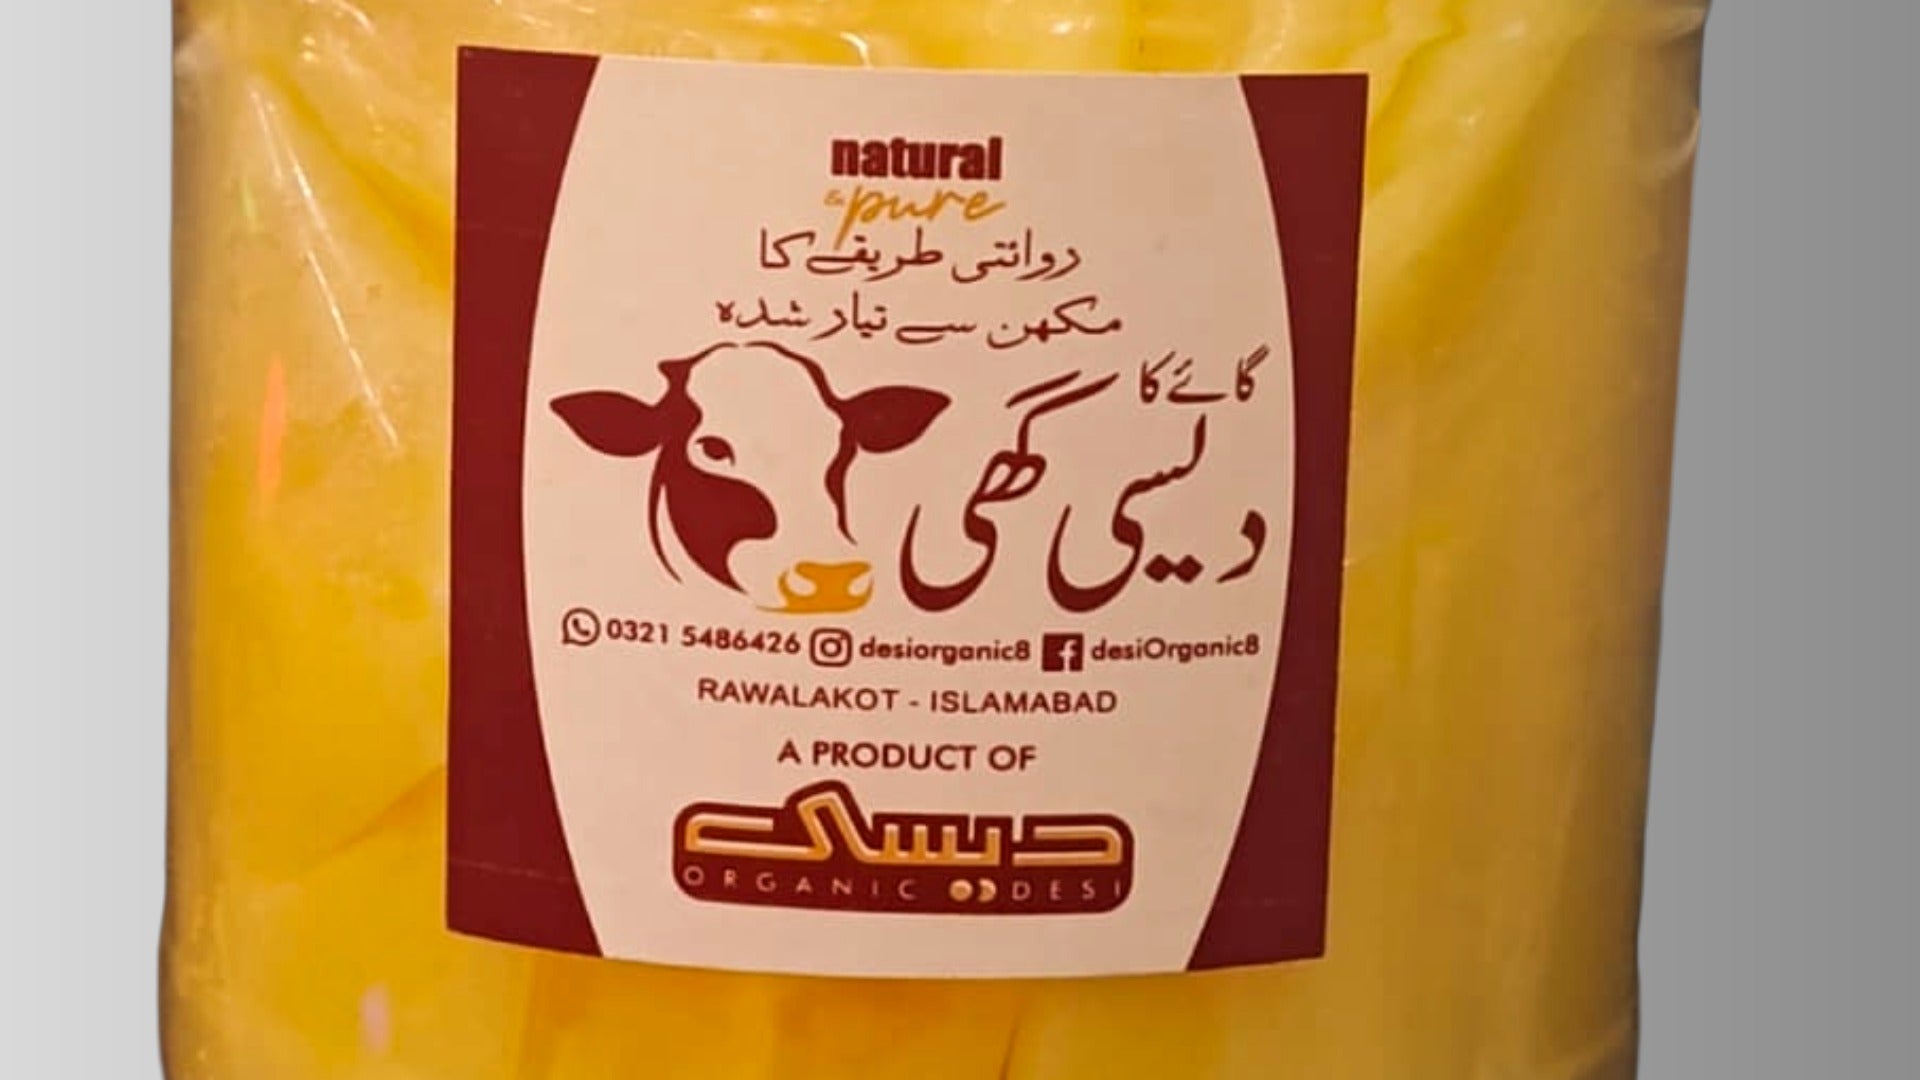 natural
& pure
روائتی طریقے کا
مکھن سے تیار شدہ
گائے کا
دیسی گھی
0321 5486426 desiorganic8 desiOrganic8
RAWALAKOT - ISLAMABAD
A PRODUCT OF
دیسی
ORGANIC DESI